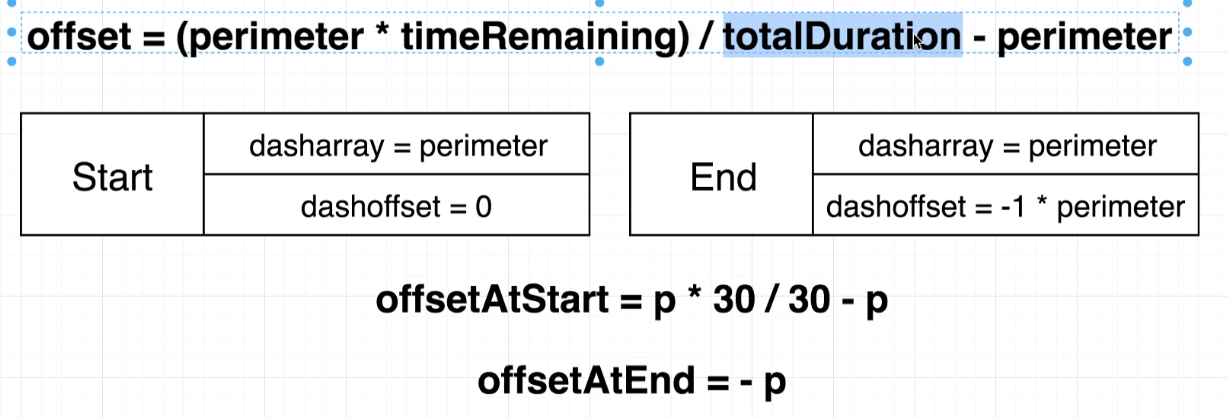 offset = (perimeter * timeRemaining) / totalDuration - perimeter
Start
dasharray = perimeter
dashoffset = 0
End
dasharray = perimeter
dashoffset = -1 * perimeter
offsetAtStart = p * 30 / 30 - p
offsetAtEnd = - p